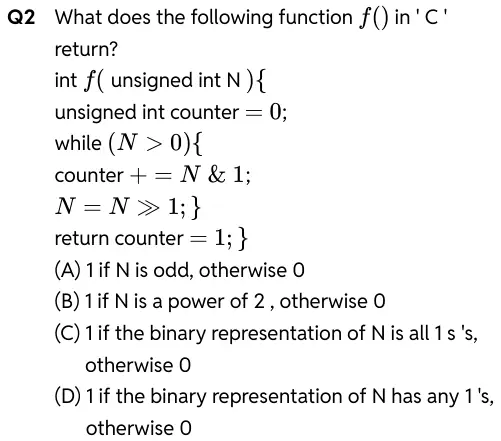 Q2 What does the following function f() in ' C '
return?
int f( unsigned int N ){
unsigned int counter = 0;
while (N > 0){
counter + = N & 1;
N = N ≫ 1; }
return counter = 1; }
(A) 1 if N is odd, otherwise 0
(B) 1 if N is a power of 2 , otherwise 0
(C) 1 if the binary representation of N is all 1 s 's,
otherwise 0
(D) 1 if the binary representation of N has any 1 's,
otherwise 0